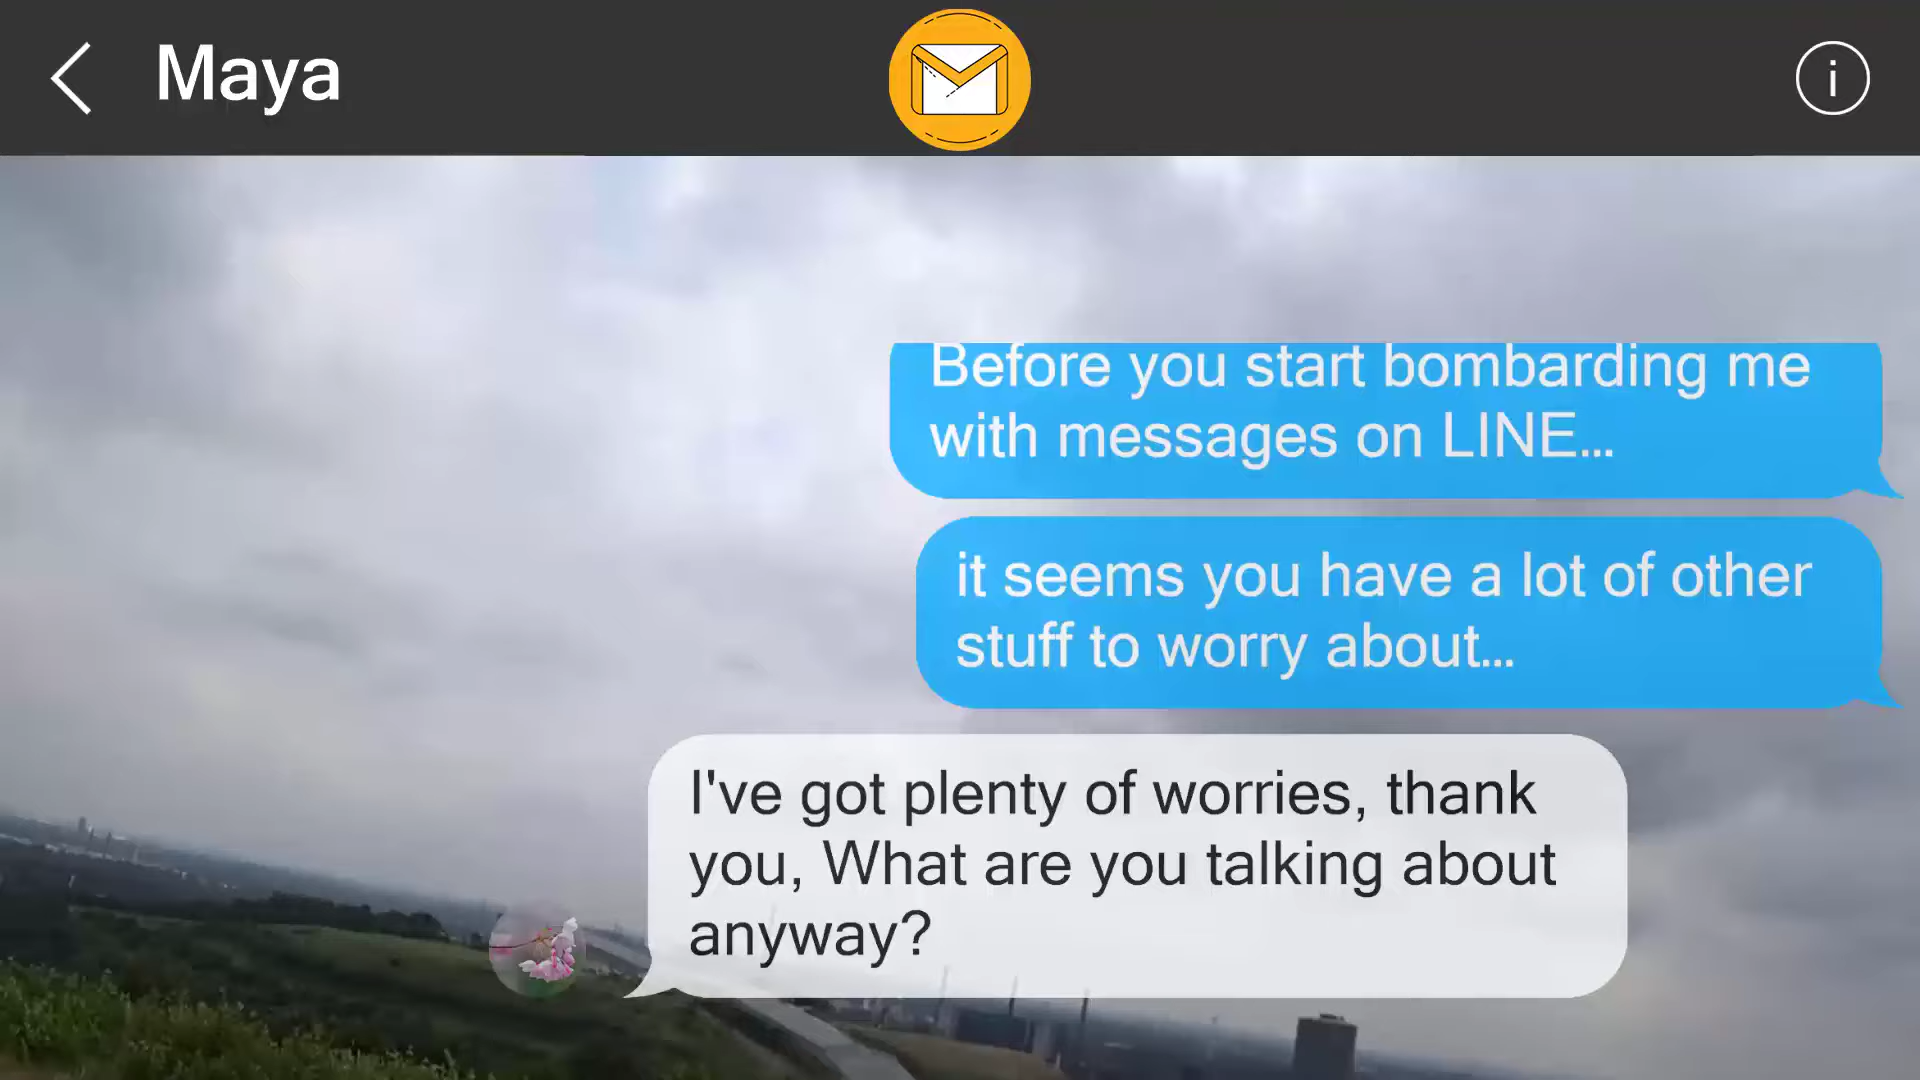 Maya
i
Before you start bombarding me
with messages on LINE...
it seems you have a lot of other
stuff to worry about...
I've got plenty of worries, thank
you, What are you talking about
anyway?